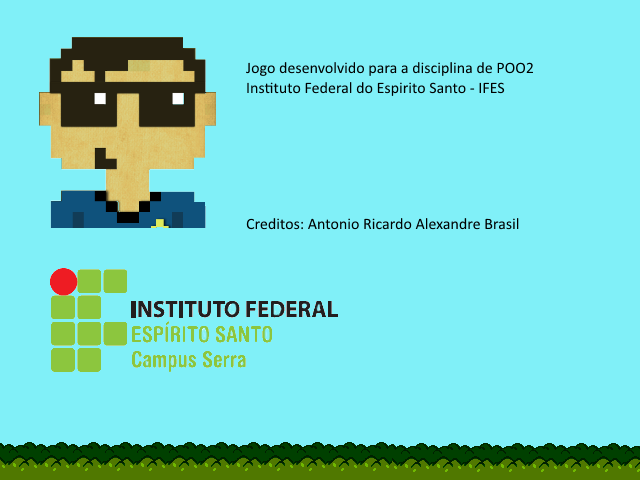 Jogo desenvolvido para a disciplina de POO2
Instituto Federal do Espirito Santo - IFES
Creditos: Antonio Ricardo Alexandre Brasil
INSTITUTO FEDERAL
ESPÍRITO SANTO
Campus Serra